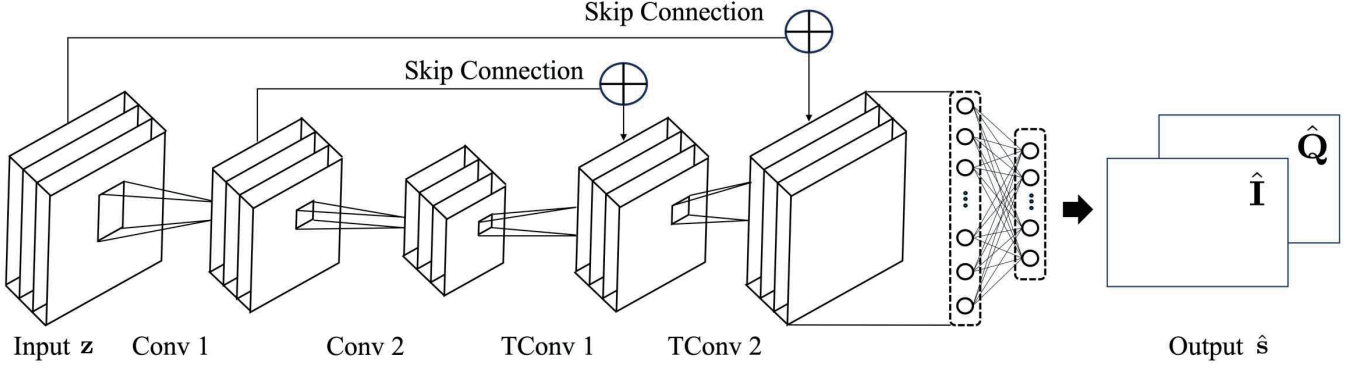 Skip Connection
Skip Connection
Q̂
Î
Input z
Conv 1
Conv 2
TConv 1
TConv 2
Output ŝ